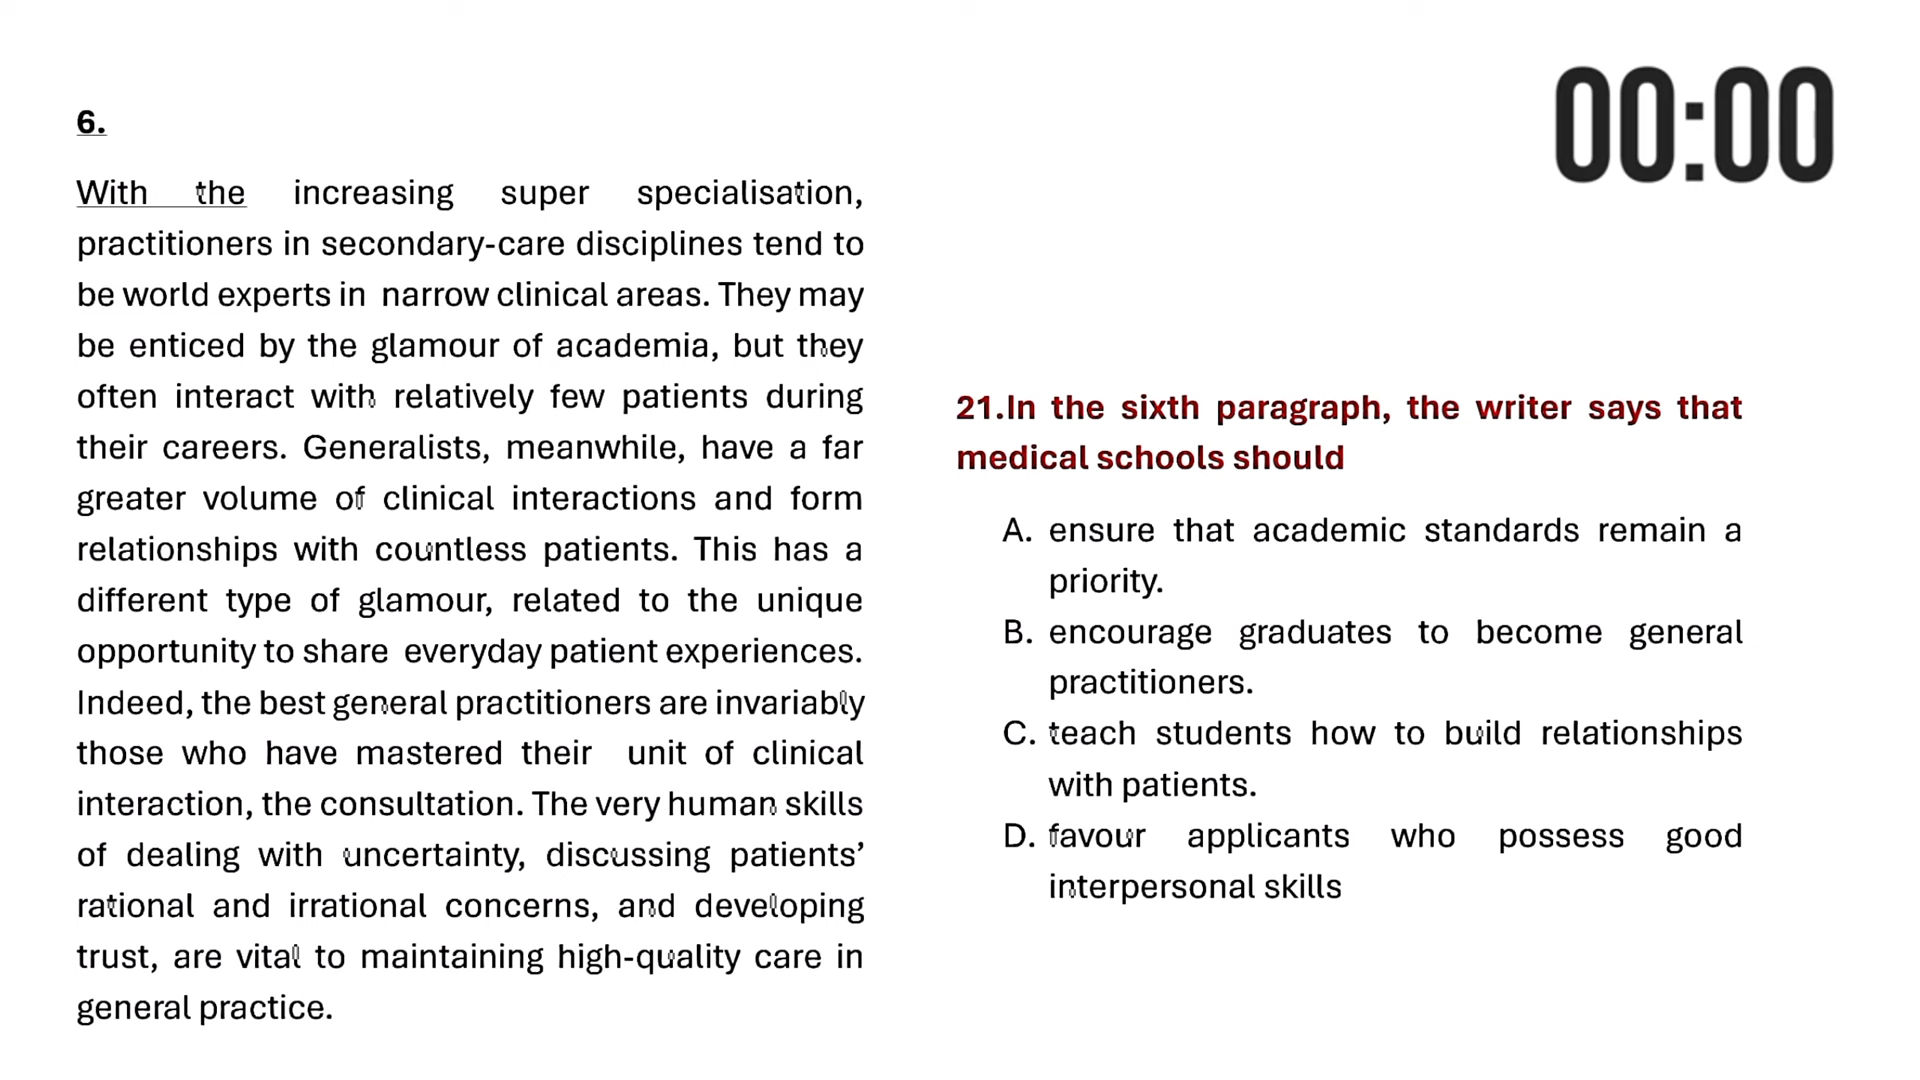 00:00
6.
With the increasing super specialisation,
practitioners in secondary-care disciplines tend to
be world experts in narrow clinical areas. They may
be enticed by the glamour of academia, but they
often interact with relatively few patients during
their careers. Generalists, meanwhile, have a far
greater volume of clinical interactions and form
relationships with countless patients. This has a
different type of glamour, related to the unique
opportunity to share everyday patient experiences.
Indeed, the best general practitioners are invariably
those who have mastered their unit of clinical
interaction, the consultation. The very human skills
of dealing with uncertainty, discussing patients’
rational and irrational concerns, and developing
trust, are vital to maintaining high-quality care in
general practice.
21.In the sixth paragraph, the writer says that
medical schools should
A. ensure that academic standards remain a
priority.
B. encourage graduates to become general
practitioners.
C. teach students how to build relationships
with patients.
D. favour applicants who possess good
interpersonal skills